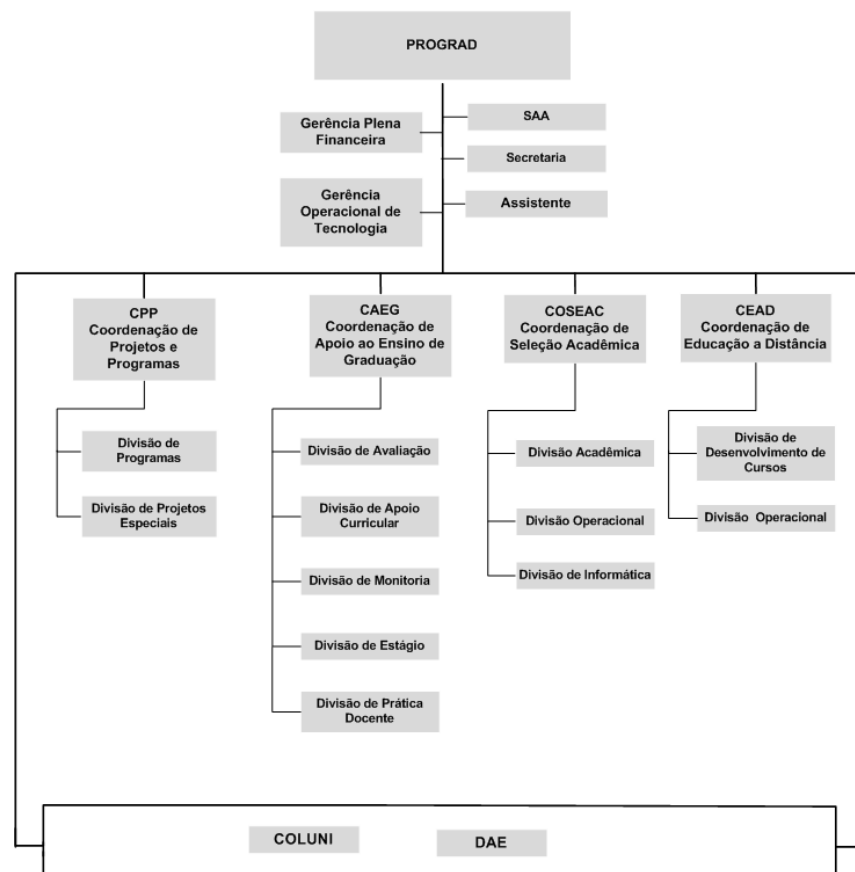 PROGRAD
Gerência Plena
Financeira
SAA
Secretaria
Gerência
Operacional de
Tecnologia
Assistente
CPP
Coordenação de
Projetos e
Programas
CAEG
Coordenação de
Apoio ao Ensino de
Graduação
COSEAC
Coordenação de
Seleção Acadêmica
CEAD
Coordenação de
Educação a Distância
Divisão de
Programas
Divisão de Projetos
Especiais
Divisão de Avaliação
Divisão de Apoio
Curricular
Divisão de Monitoria
Divisão de Estágio
Divisão de Prática
Docente
Divisão Acadêmica
Divisão Operacional
Divisão de Informática
Divisão de
Desenvolvimento de
Cursos
Divisão Operacional
COLUNI
DAE